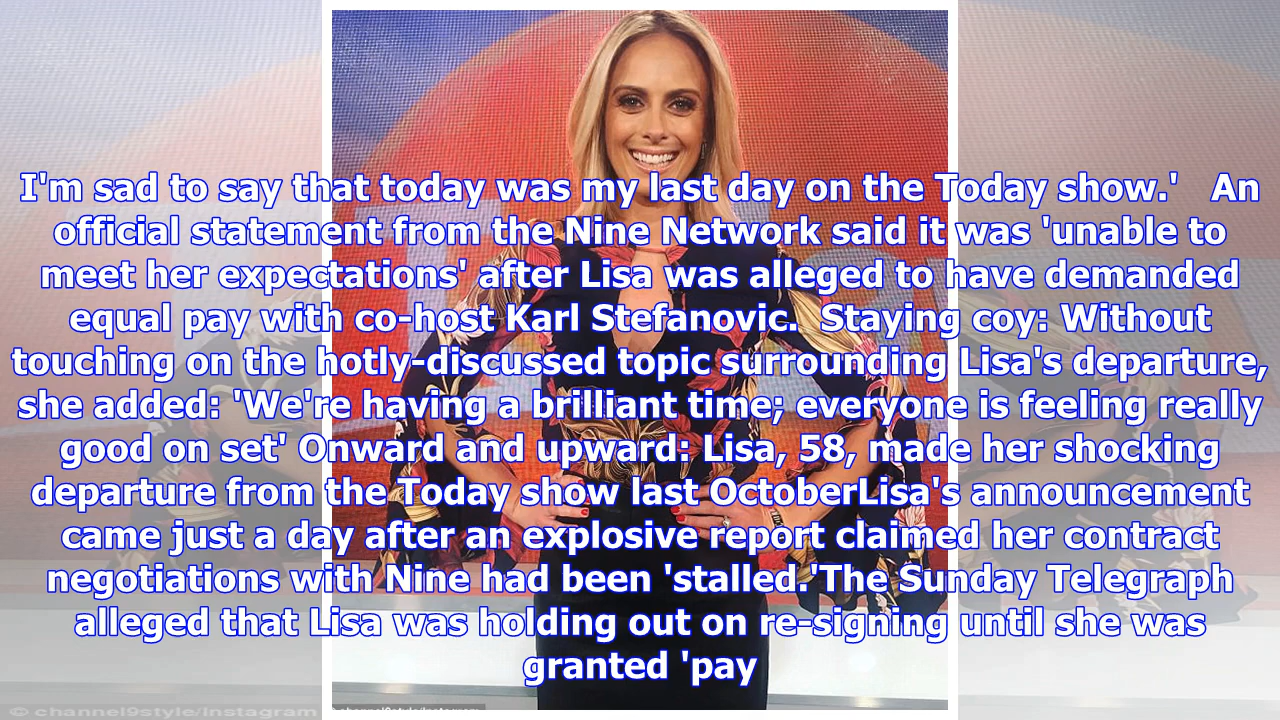 I'm sad to say that today was my last day on the Today show.'   An
official statement from the Nine Network said it was 'unable to
meet her expectations' after Lisa was alleged to have demanded
equal pay with co-host Karl Stefanovic.  Staying coy: Without
touching on the hotly-discussed topic surrounding Lisa's departure,
she added: 'We're having a brilliant time; everyone is feeling really
good on set' Onward and upward: Lisa, 58, made her shocking
departure from the Today show last OctoberLisa's announcement
came just a day after an explosive report claimed her contract
negotiations with Nine had been 'stalled.'The Sunday Telegraph
alleged that Lisa was holding out on re-signing until she was
granted 'pay
© channel9style/Instagram